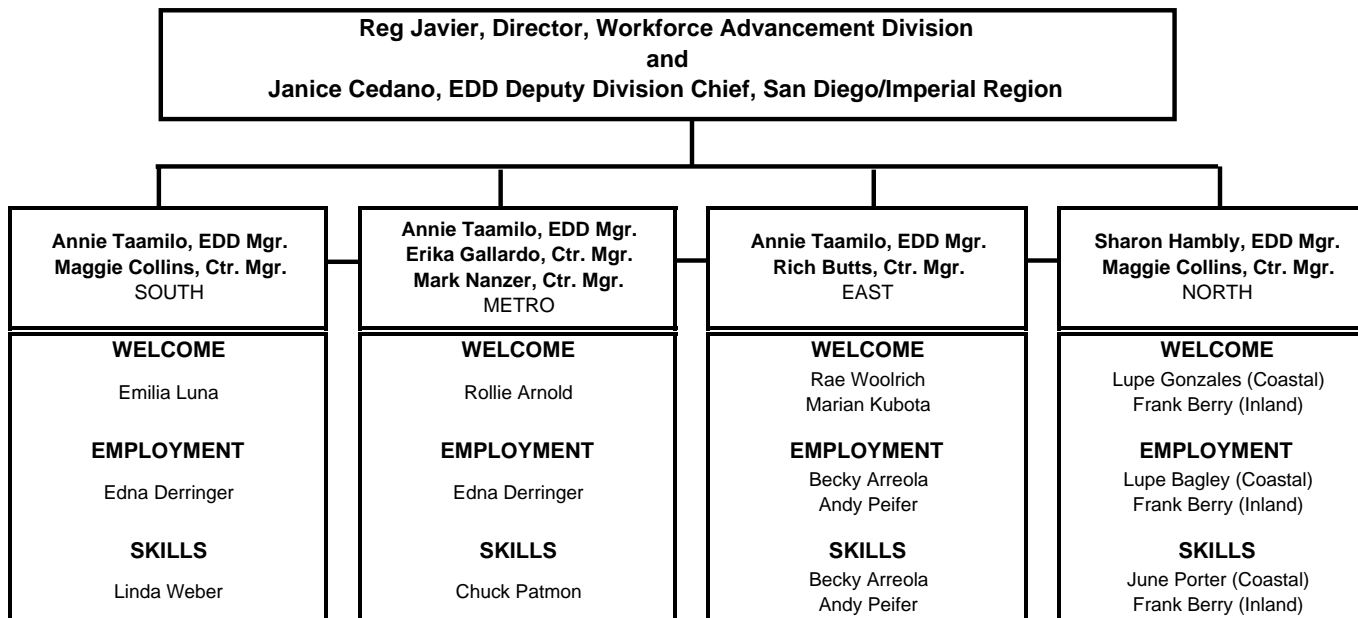 Reg Javier, Director, Workforce Advancement Division
and
Janice Cedano, EDD Deputy Division Chief, San Diego/Imperial Region
Annie Taamilo, EDD Mgr.
Maggie Collins, Ctr. Mgr.
SOUTH
WELCOME
Emilia Luna
EMPLOYMENT
Edna Derringer
SKILLS
Linda Weber
Annie Taamilo, EDD Mgr.
Erika Gallardo, Ctr. Mgr.
Mark Nanzer, Ctr. Mgr.
METRO
WELCOME
Rollie Arnold
EMPLOYMENT
Edna Derringer
SKILLS
Chuck Patmon
Annie Taamilo, EDD Mgr.
Rich Butts, Ctr. Mgr.
EAST
WELCOME
Rae Woolrich
Marian Kubota
EMPLOYMENT
Becky Arreola
Andy Peifer
SKILLS
Becky Arreola
Andy Peifer
Sharon Hambly, EDD Mgr.
Maggie Collins, Ctr. Mgr.
NORTH
WELCOME
Lupe Gonzales (Coastal)
Frank Berry (Inland)
EMPLOYMENT
Lupe Bagley (Coastal)
Frank Berry (Inland)
SKILLS
June Porter (Coastal)
Frank Berry (Inland)